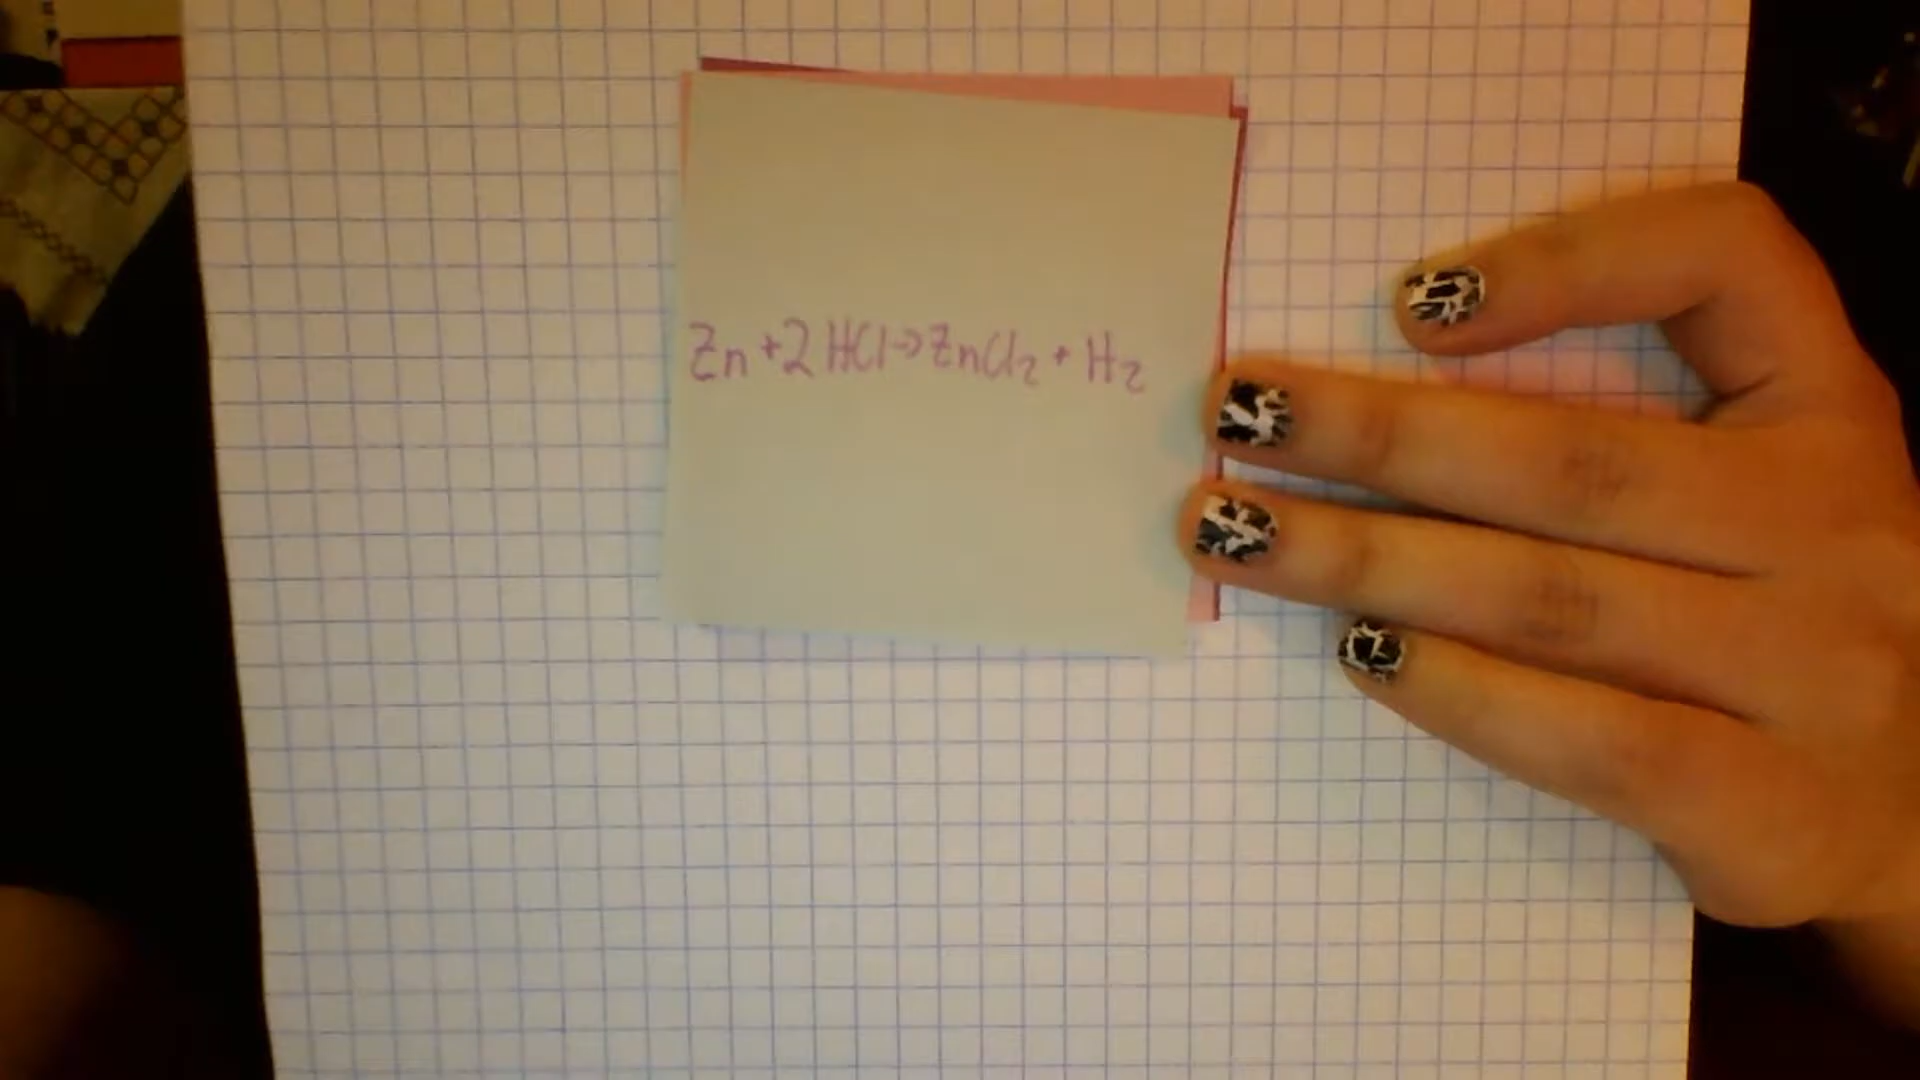 Zn + 2 HCl → ZnCl₂ + H₂